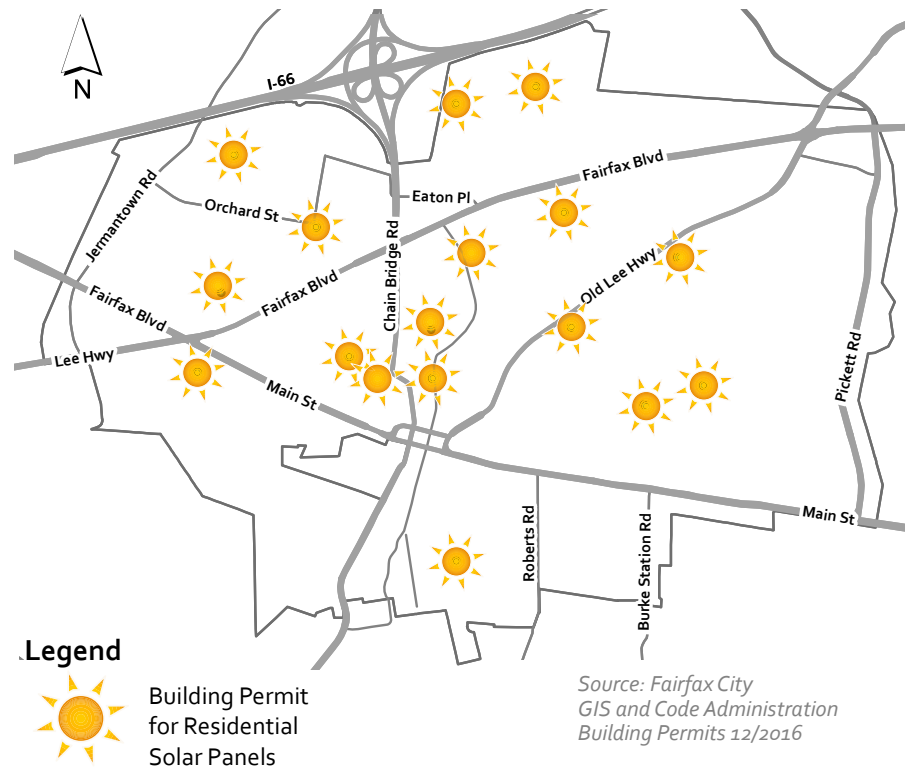 N
I-66
Jermantown Rd
Orchard St
Eaton Pl
Fairfax Blvd
Chain Bridge Rd
Fairfax Blvd
Old Lee Hwy
Fairfax Blvd
Lee Hwy
Main St
Pickett Rd
Main St
Roberts Rd
Burke Station Rd
Legend
Building Permit
for Residential
Solar Panels
Source: Fairfax City
GIS and Code Administration
Building Permits 12/2016